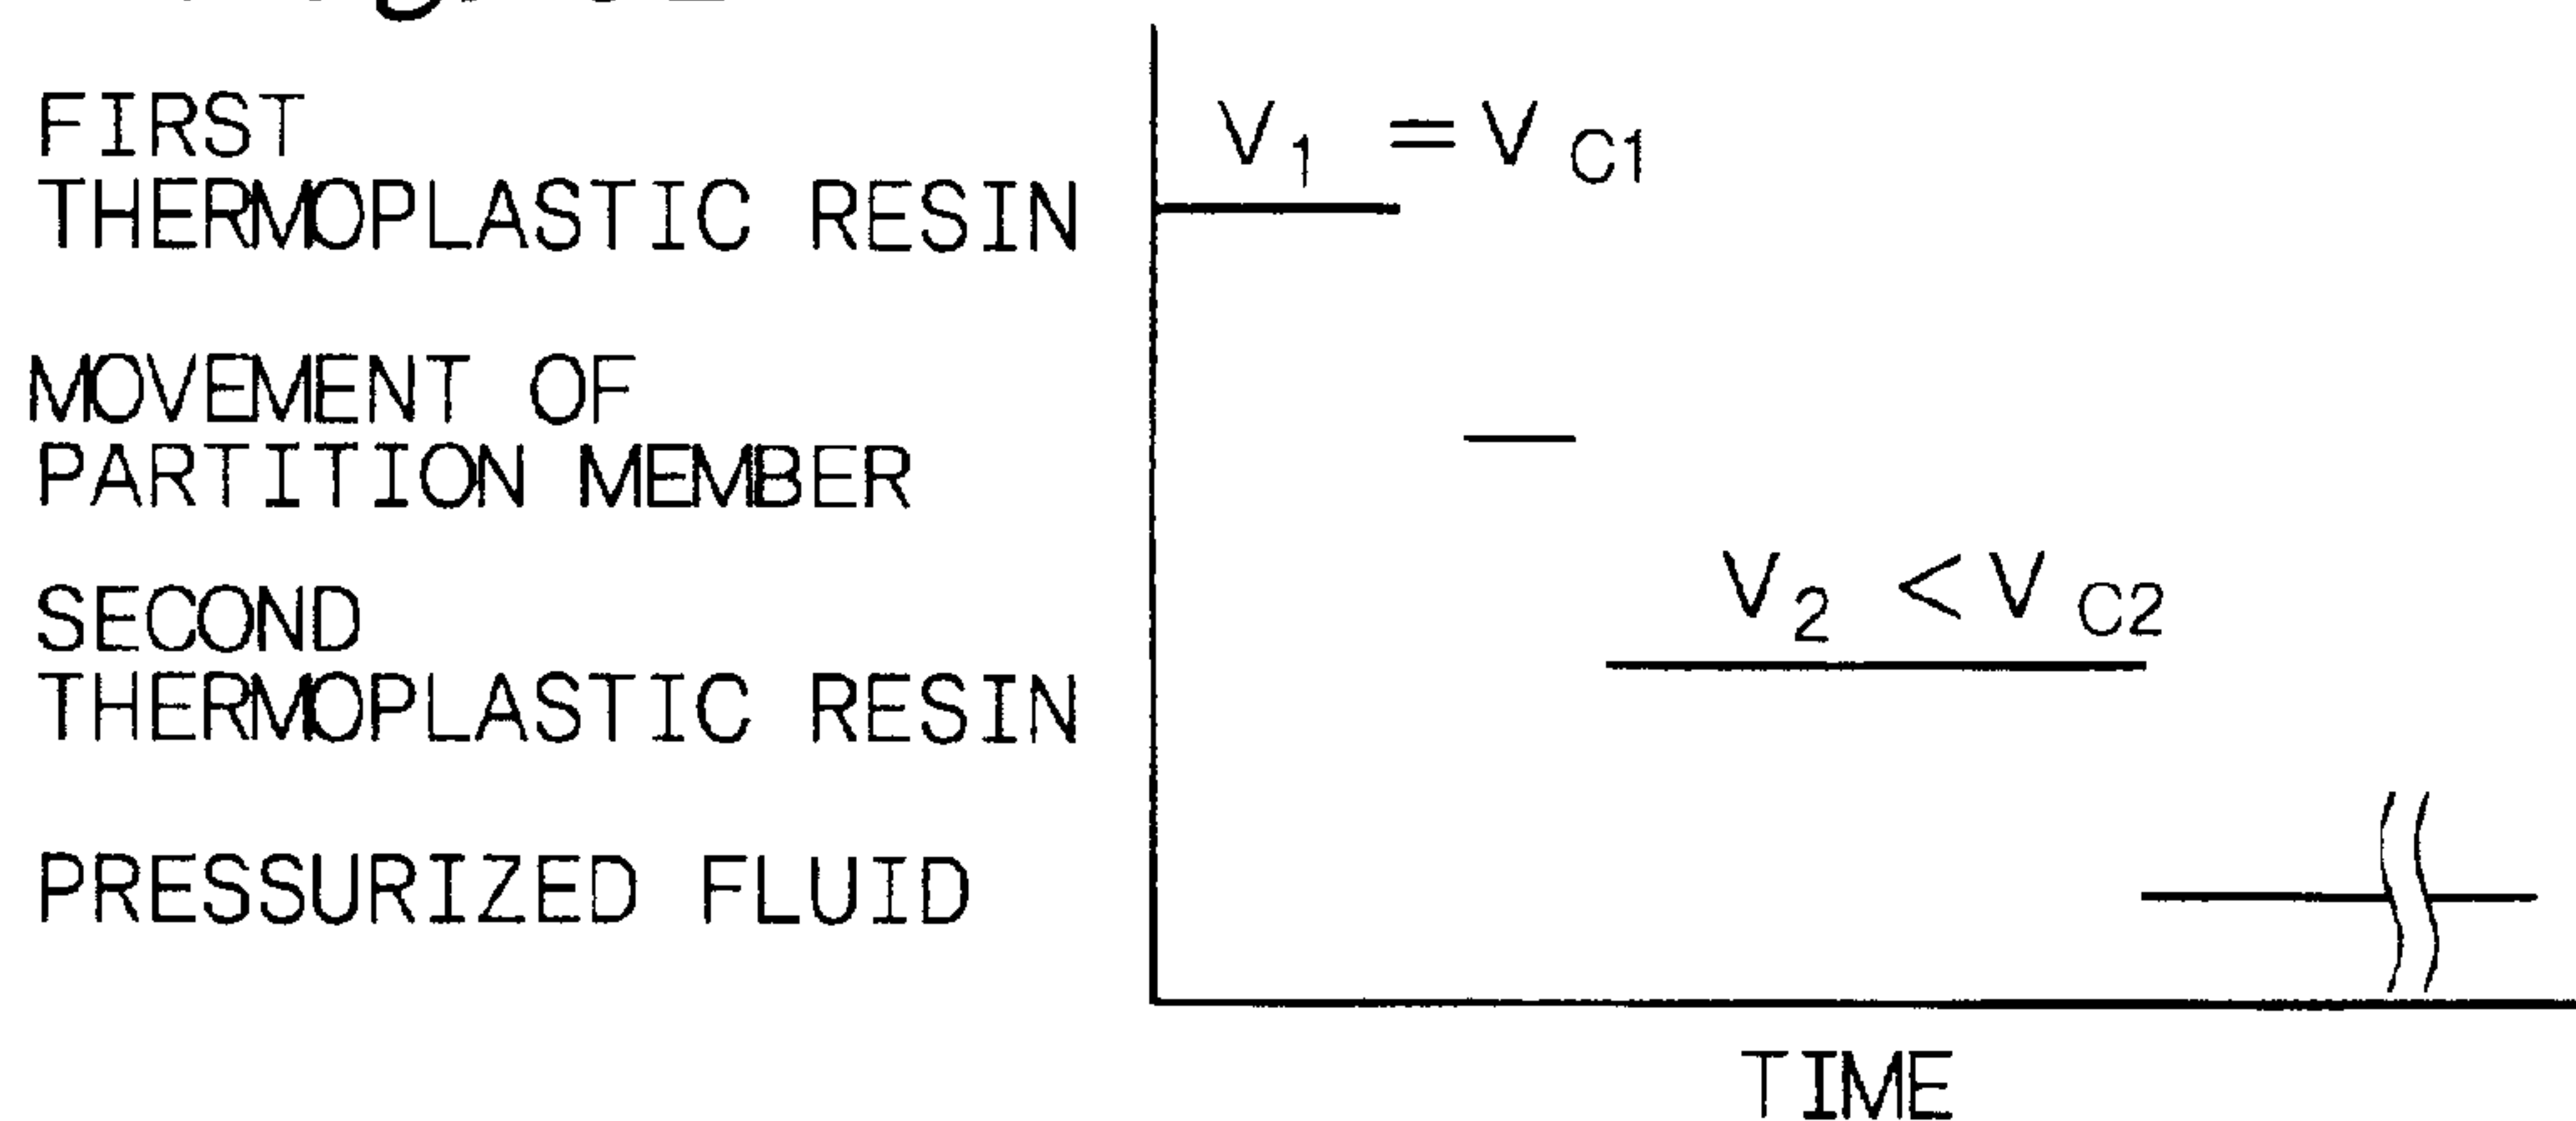 FIRST
THERMOPLASTIC RESIN
V1 = VC1
MOVEMENT OF
PARTITION MEMBER
SECOND
THERMOPLASTIC RESIN
V2 < VC2
PRESSURIZED FLUID
TIME